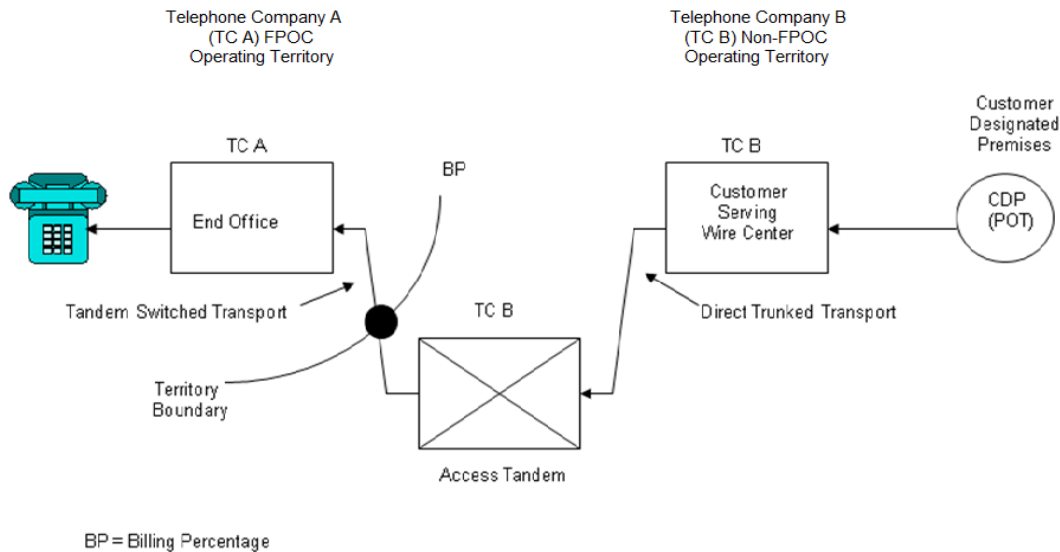 Telephone Company A
(TC A) FPOC
Operating Territory
Telephone Company B
(TC B) Non-FPOC
Operating Territory
Customer
Designated
Premises
TC A
BP
TC B
End Office
Customer
Serving
Wire Center
CDP
(POT)
Tandem Switched Transport
TC B
Direct Trunked Transport
Territory
Boundary
Access Tandem
BP = Billing Percentage